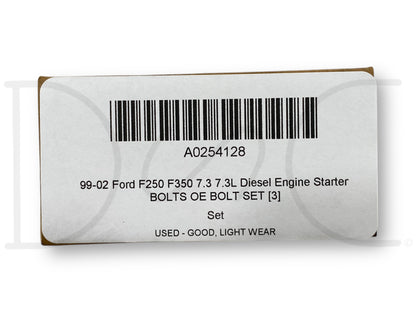 A0254128
99-02 Ford F250 F350 7.3 7.3L Diesel Engine Starter
BOLTS OE BOLT SET [3]
Set
USED - GOOD, LIGHT WEAR